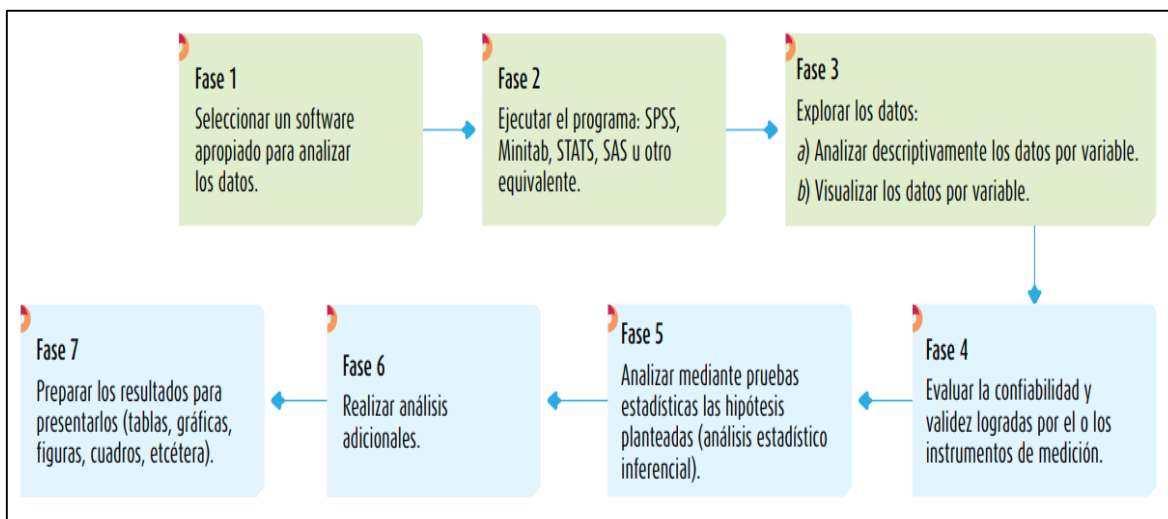 Fase 1
Seleccionar un software
apropiado para analizar
los datos.
Fase 2
Ejecutar el programa: SPSS,
Minitab, STATS, SAS u otro
equivalente.
Fase 3
Explorar los datos:
a) Analizar descriptivamente los datos por variable.
b) Visualizar los datos por variable.
Fase 4
Evaluar la confiabilidad y
validez logradas por el o los
instrumentos de medición.
Fase 5
Analizar mediante pruebas
estadísticas las hipótesis
planteadas (análisis estadístico
inferencial).
Fase 6
Realizar análisis
adicionales.
Fase 7
Preparar los resultados para
presentarlos (tablas, gráficas,
figuras, cuadros, etcétera).